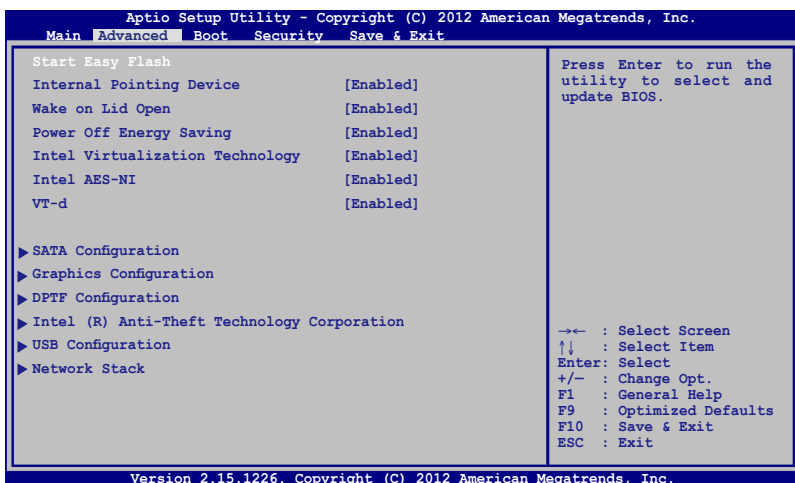 Aptio Setup Utility - Copyright (C) 2012 American Megatrends, Inc.
Main Advanced Boot Security Save & Exit
Start Easy Flash
Internal Pointing Device [Enabled]
Wake on Lid Open [Enabled]
Power Off Energy Saving [Enabled]
Intel Virtualization Technology [Enabled]
Intel AES-NI [Enabled]
VT-d [Enabled]
SATA Configuration
Graphics Configuration
DPTF Configuration
Intel (R) Anti-Theft Technology Corporation
USB Configuration
Network Stack
Press Enter to run the
utility to select and
update BIOS.
→← : Select Screen
↑↓ : Select Item
Enter: Select
+/— : Change Opt.
F1 : General Help
F9 : Optimized Defaults
F10 : Save & Exit
ESC : Exit
Version 2.15.1226. Copyright (C) 2012 American Megatrends, Inc.